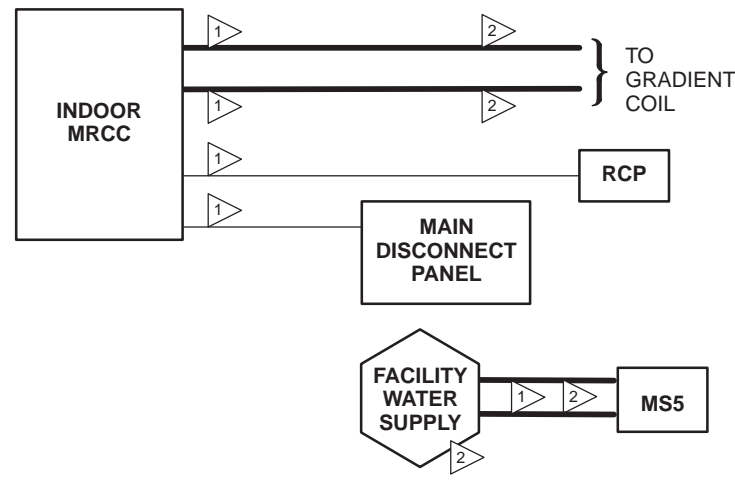 1
2
TO
GRADIENT
COIL
1
2
INDOOR
MRCC
1
RCP
1
MAIN
DISCONNECT
PANEL
FACILITY
WATER
SUPPLY
1
2
MS5
2